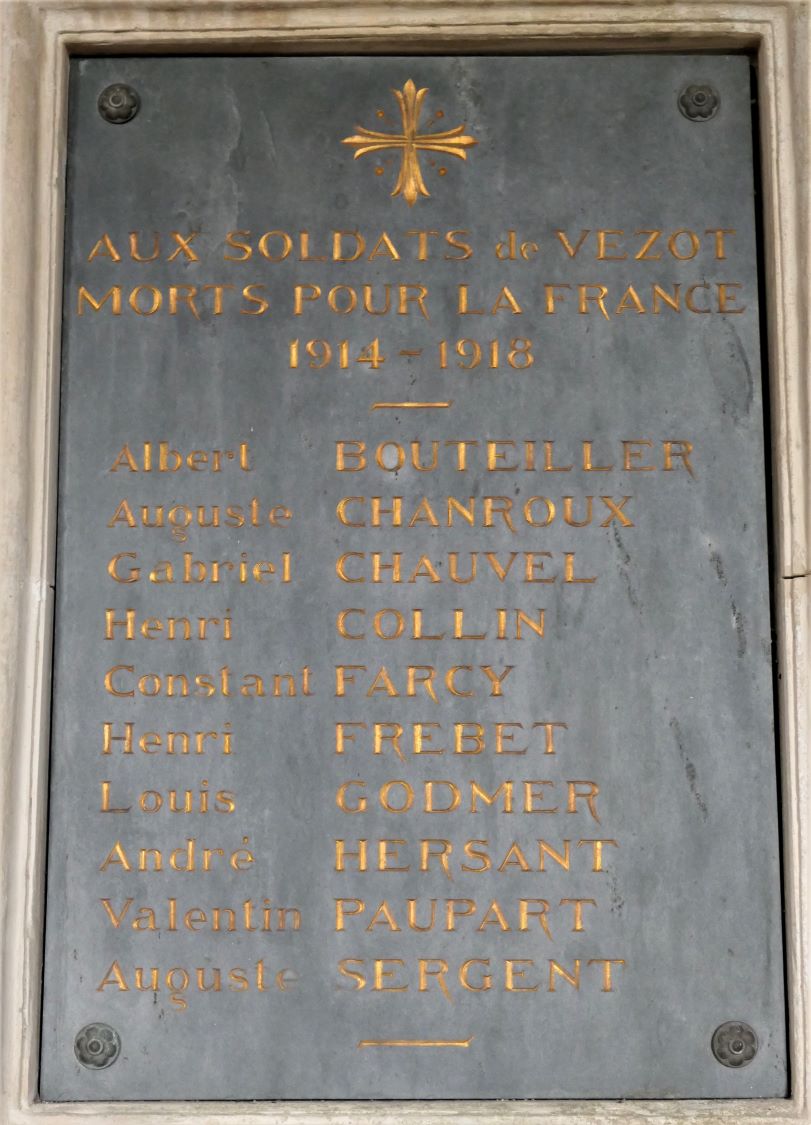 AUX SOLDATS de VEZOT
MORTS POUR LA FRANCE
1914 - 1918
Albert BOUTEILLER
Auguste CHANROUX
Gabriel CHAUVEL
Henri COLLIN
Constant FARCY
Henri FREBET
Louis GODMER
André HERSANT
Valentin PAUPART
Auguste SERGENT